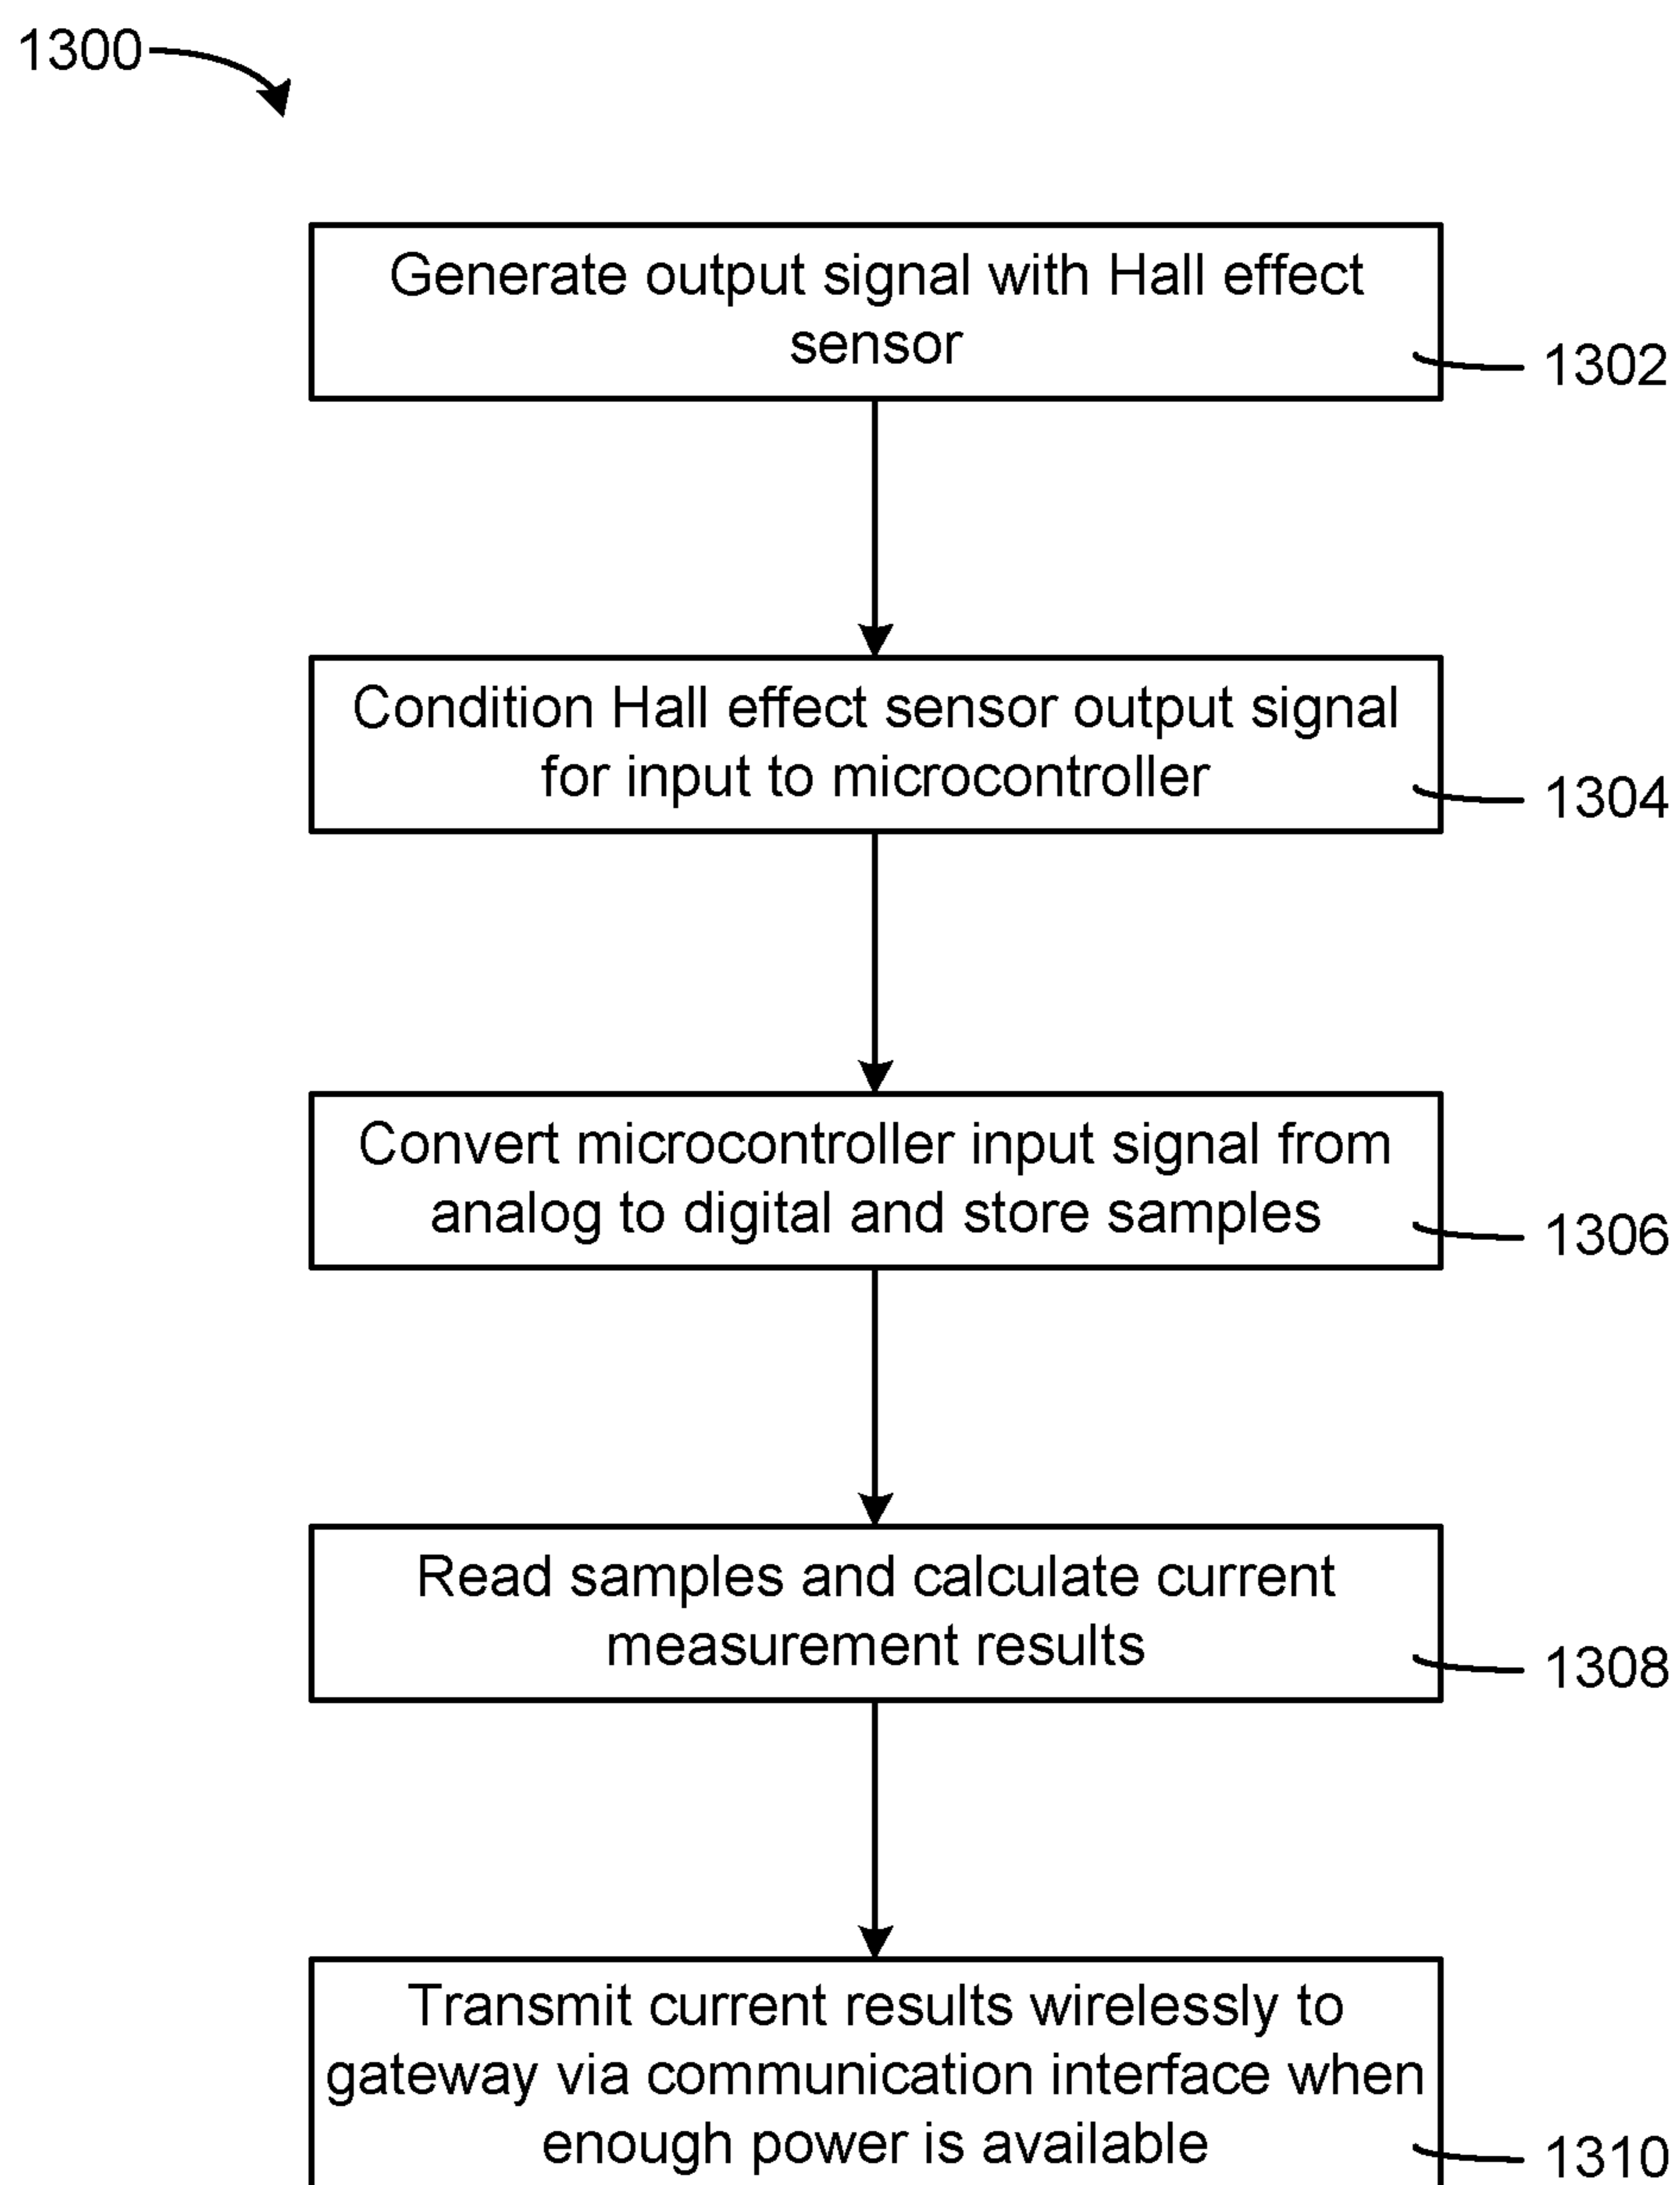 1300
Generate output signal with Hall effect
sensor
1302
Condition Hall effect sensor output signal
for input to microcontroller
1304
Convert microcontroller input signal from
analog to digital and store samples
1306
Read samples and calculate current
measurement results
1308
Transmit current results wirelessly to
gateway via communication interface when
enough power is available
1310